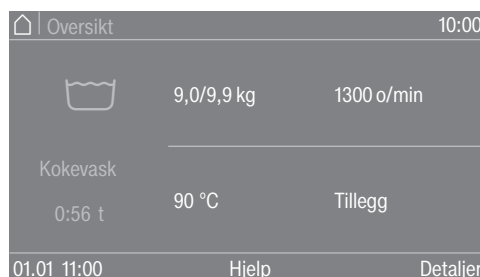 Oversikt 10:00
9,0/9,9 kg 1300 o/min
Kokevask
0:56 t
90 °C Tillegg
01.01 11:00 Hjelp Detaljer